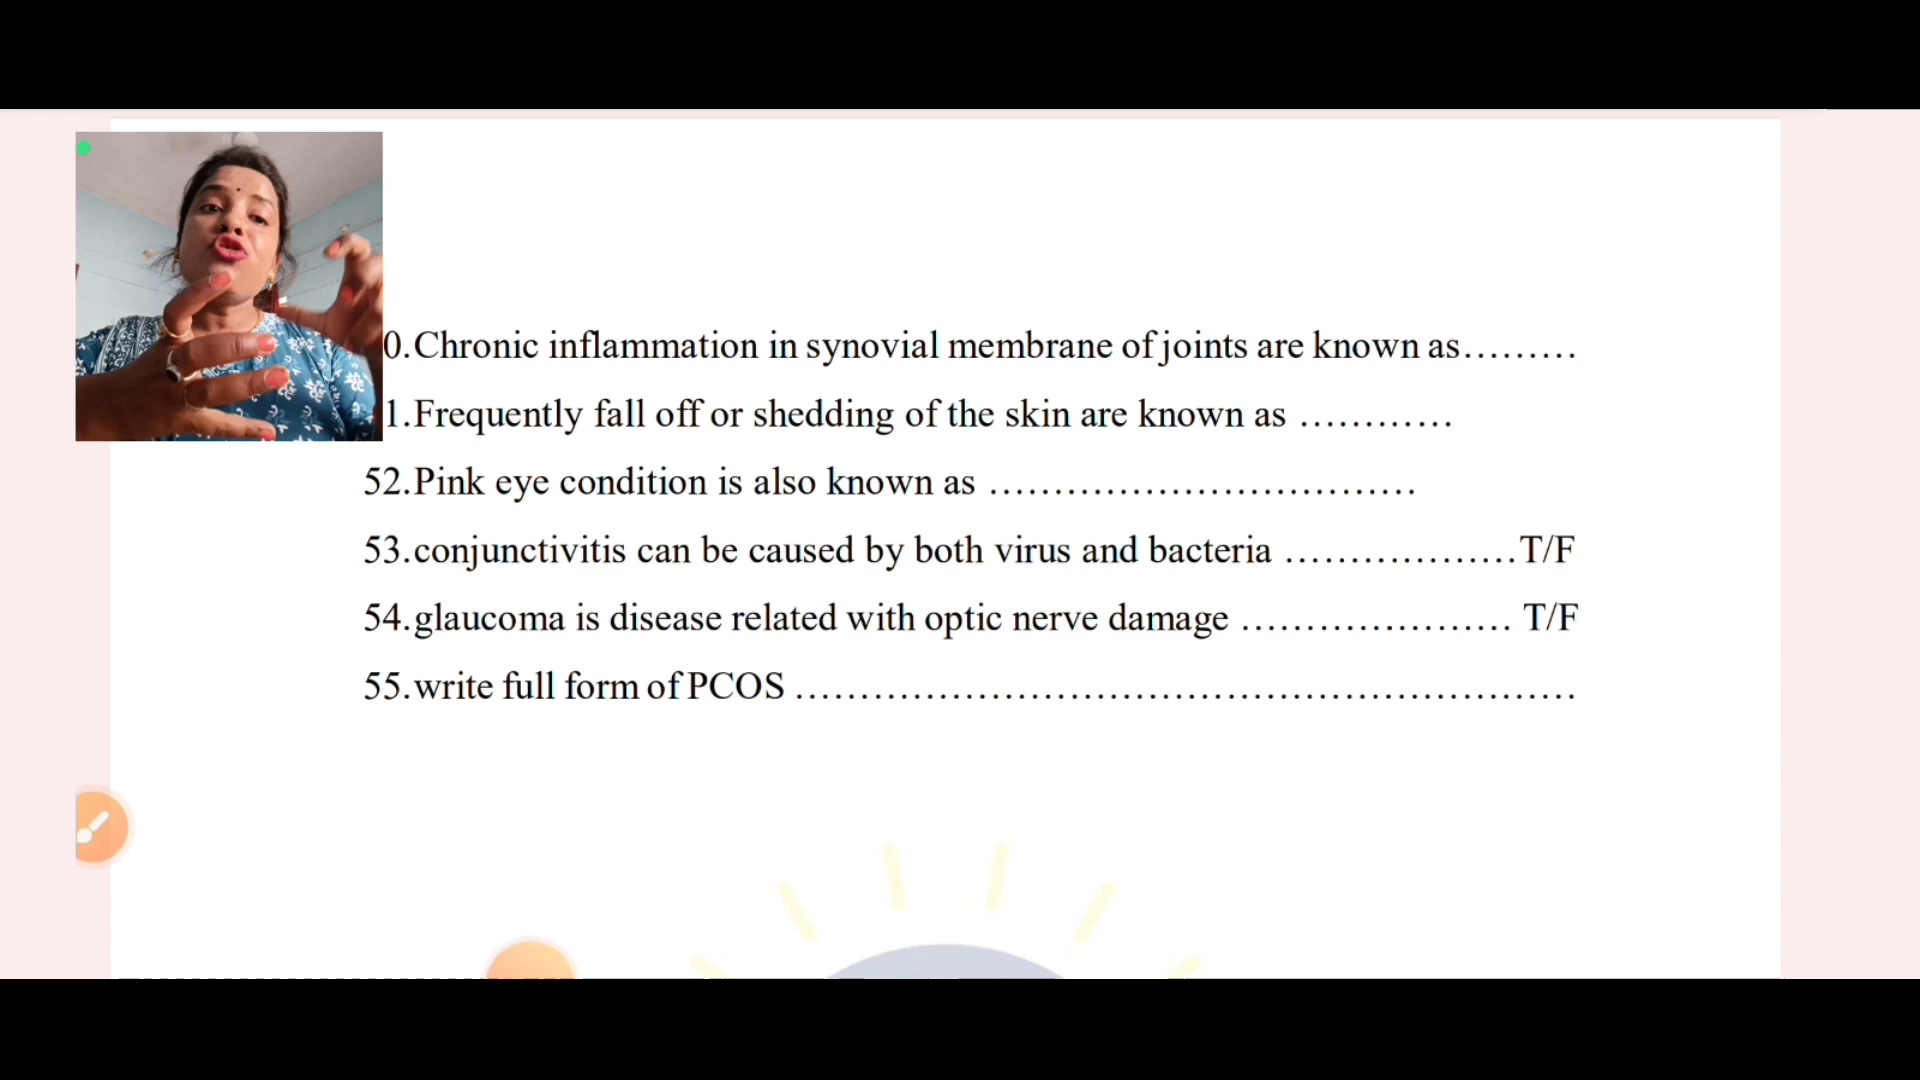 0.Chronic inflammation in synovial membrane of joints are known as.........
1.Frequently fall off or shedding of the skin are known as ............
52.Pink eye condition is also known as .................................
53.conjunctivitis can be caused by both virus and bacteria ..................T/F
54.glaucoma is disease related with optic nerve damage ..................... T/F
55.write full form of PCOS ............................................................